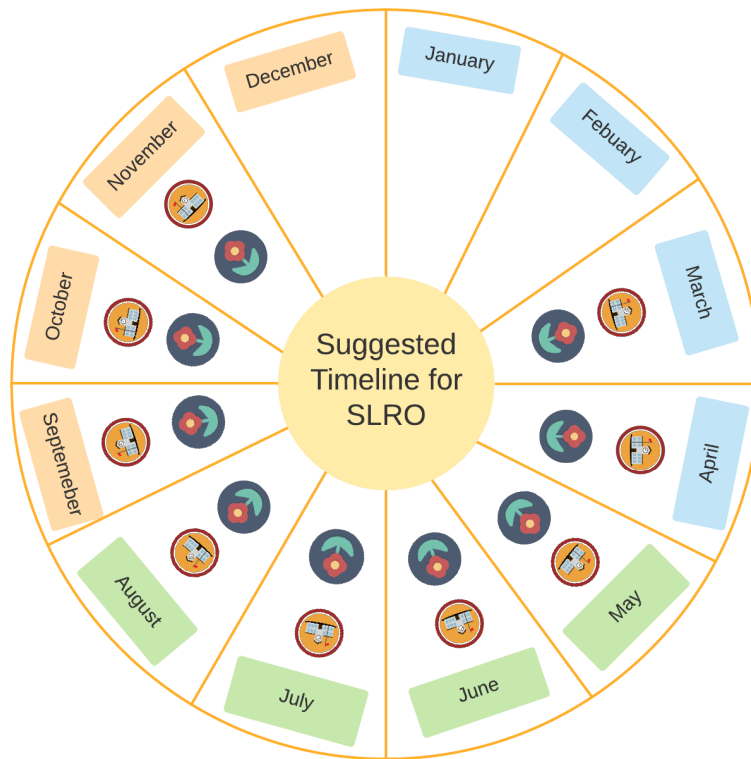 January
Febuary
March
April
May
June
July
August
Septemeber
October
November
December
Suggested
Timeline for
SLRO